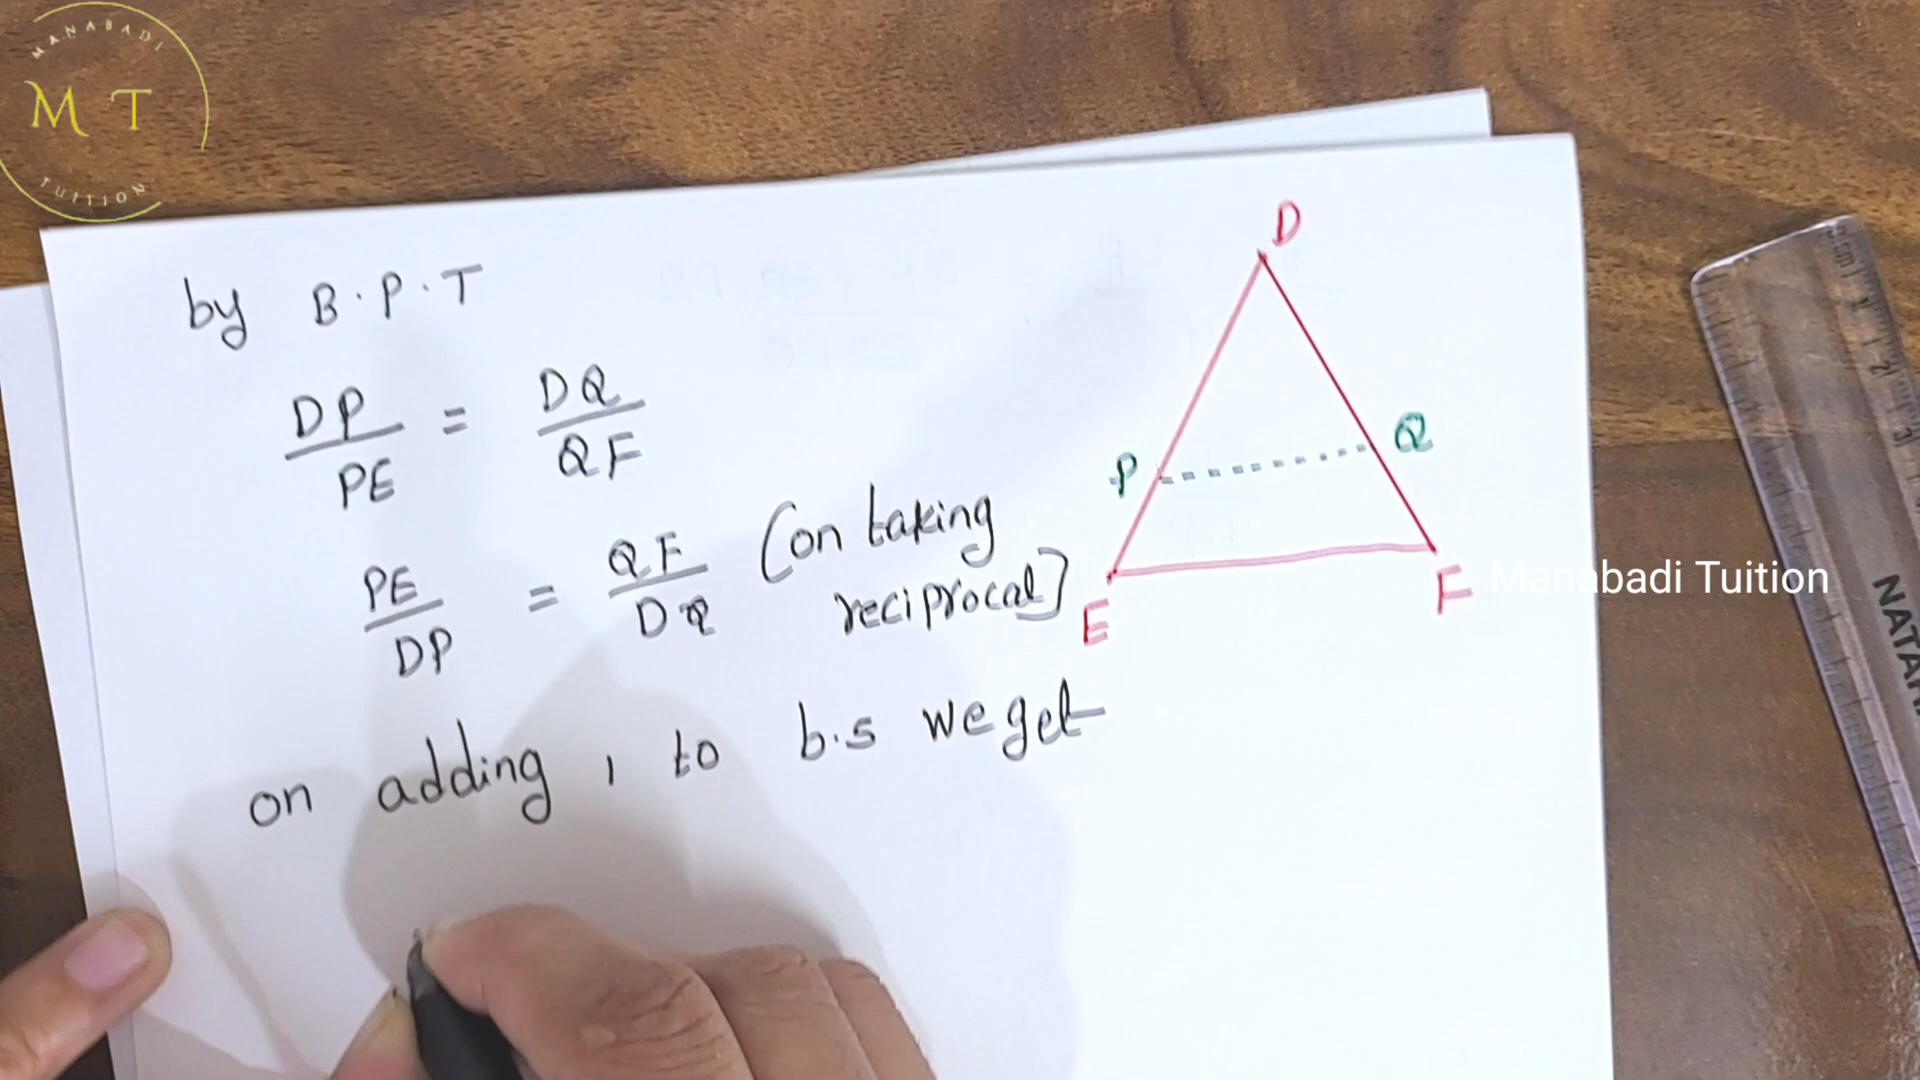 MANABADI
M T
TUITION
by B.P.T
DP/PE = DQ/QF
PE/DP = QF/DQ (on taking
reciprocal]
on adding 1 to b.s we get
D
P
Q
E
F
Manabadi Tuition